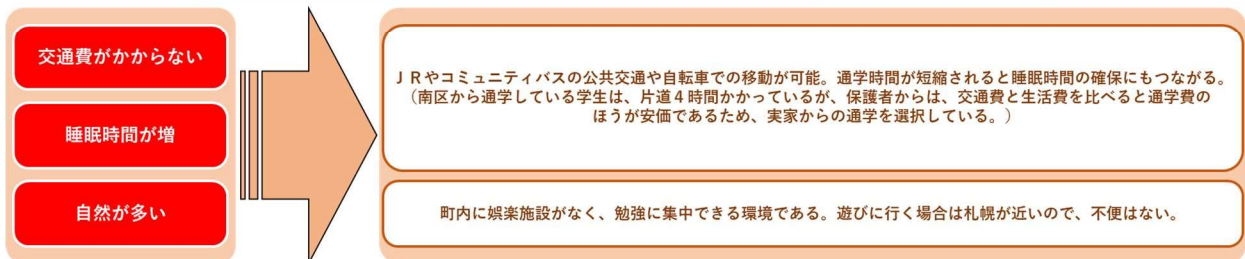 交通費がかからない
睡眠時間が増
自然が多い
ＪＲやコミュニティバスの公共交通や自転車での移動が可能。通学時間が短縮されると睡眠時間の確保にもつながる。
（南区から通学している学生は、片道４時間かかっているが、保護者からは、交通費と生活費を比べると通学費の
ほうが安価であるため、実家からの通学を選択している。）
町内に娯楽施設がなく、勉強に集中できる環境である。遊びに行く場合は札幌が近いので、不便はない。